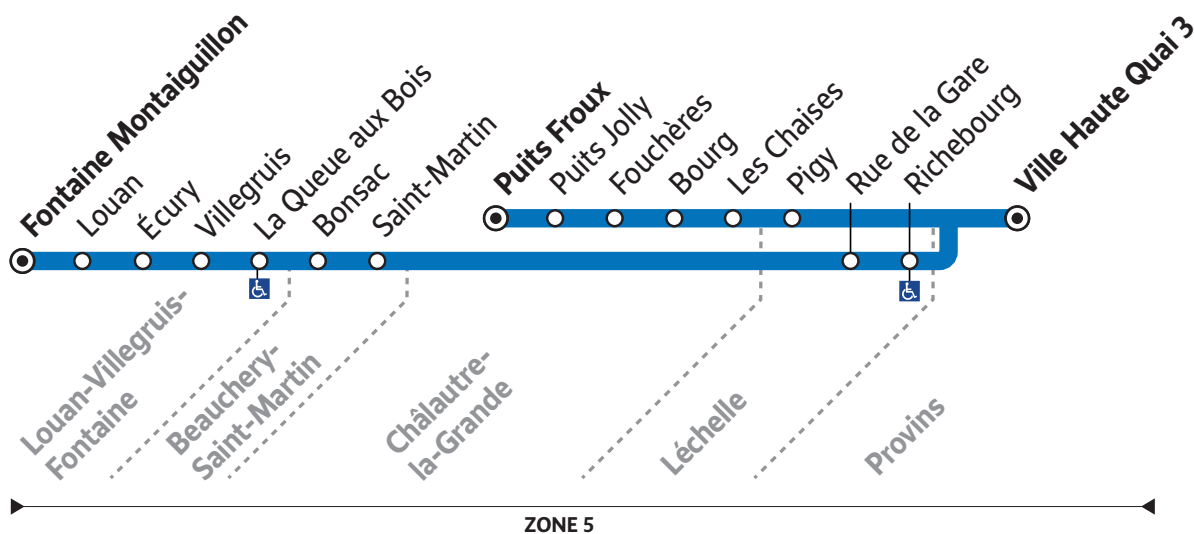 Fontaine Montaiguillon
Louan
Écury
Villegruis
La Queue aux Bois
Bonsac
Saint-Martin
Puits Froux
Puits Jolly
Fouchères
Bourg
Les Chaises
Pigy
Rue de la Gare
Richebourg
Ville Haute Quai 3
Louan-Villegruis-
Fontaine
Beauchery-
Saint-Martin
Châlautre-
la-Grande
Léchelle
Provins
ZONE 5